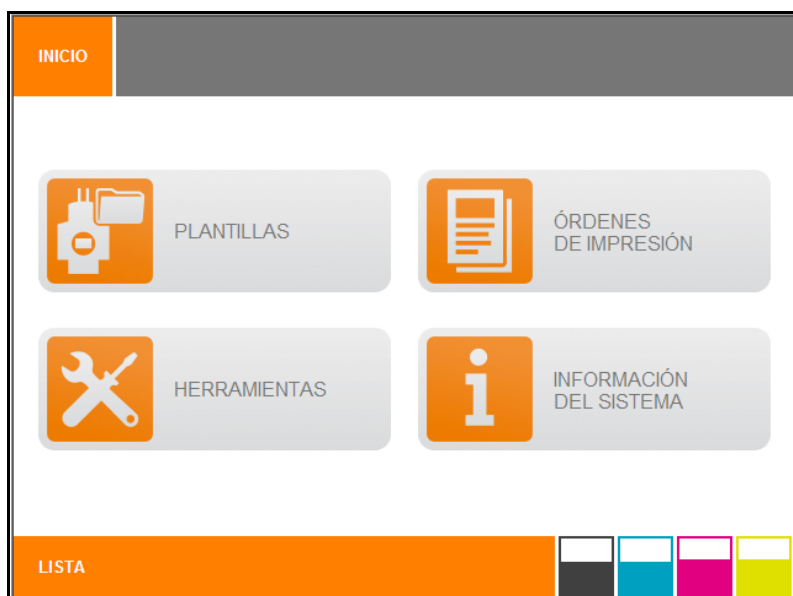 INICIO
PLANTILLAS
ÓRDENES
DE IMPRESIÓN
HERRAMIENTAS
INFORMACIÓN
DEL SISTEMA
LISTA